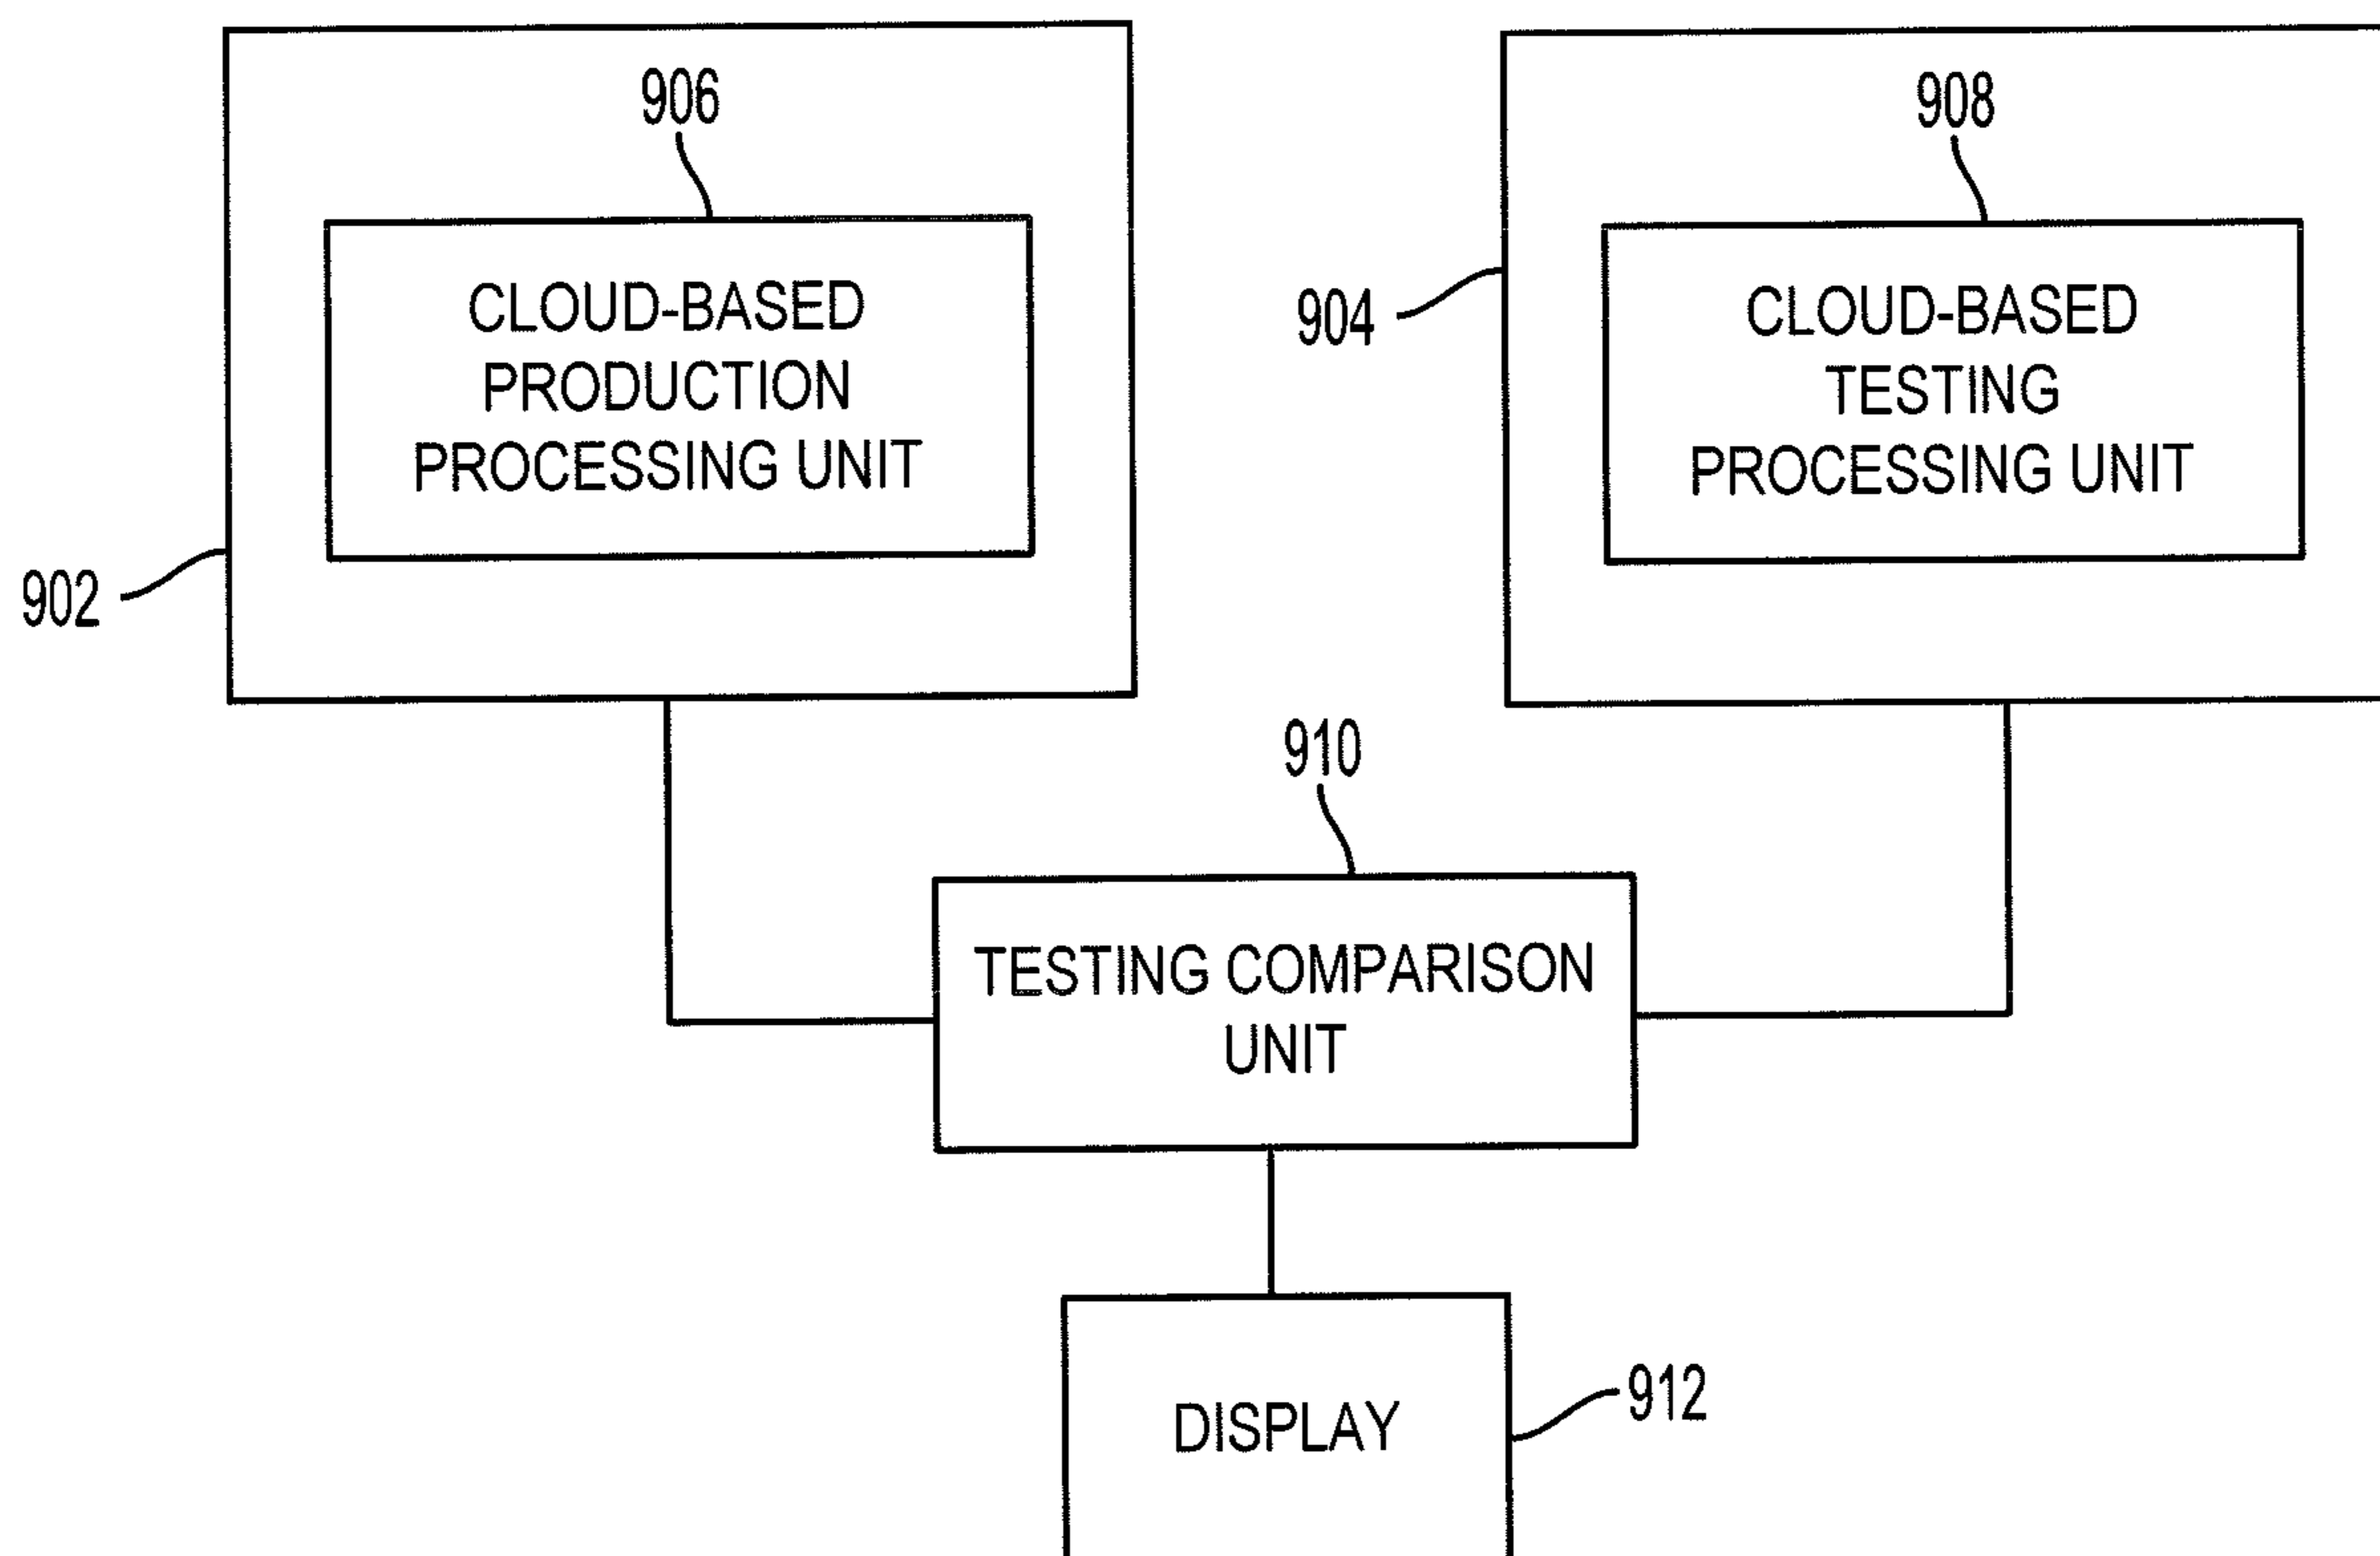 906
CLOUD-BASED
PRODUCTION
PROCESSING UNIT
902
908
CLOUD-BASED
TESTING
PROCESSING UNIT
904
910
TESTING COMPARISON
UNIT
DISPLAY
912